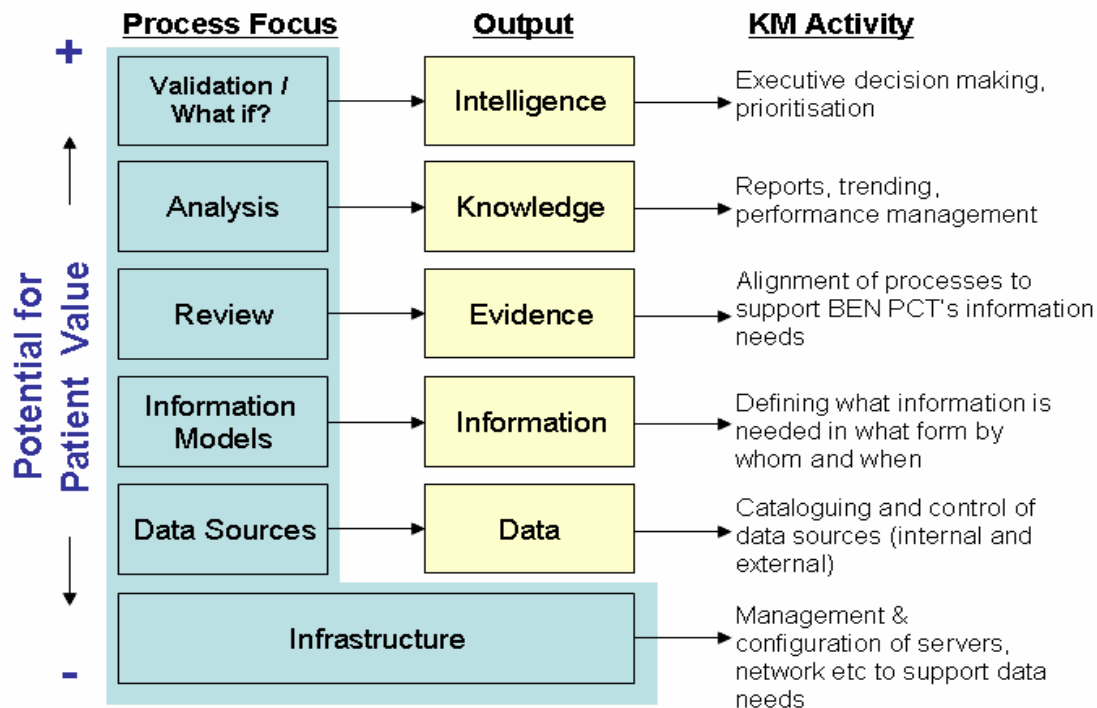 Process Focus
Output
KM Activity
+
Potential for
Patient Value
-
Validation /
What if?
Intelligence
Executive decision making,
prioritisation
Analysis
Knowledge
Reports, trending,
performance management
Review
Evidence
Alignment of processes to
support BEN PCT's information
needs
Information
Models
Information
Defining what information is
needed in what form by
whom and when
Data Sources
Data
Cataloguing and control of
data sources (internal and
external)
Infrastructure
Management &
configuration of servers,
network etc to support data
needs